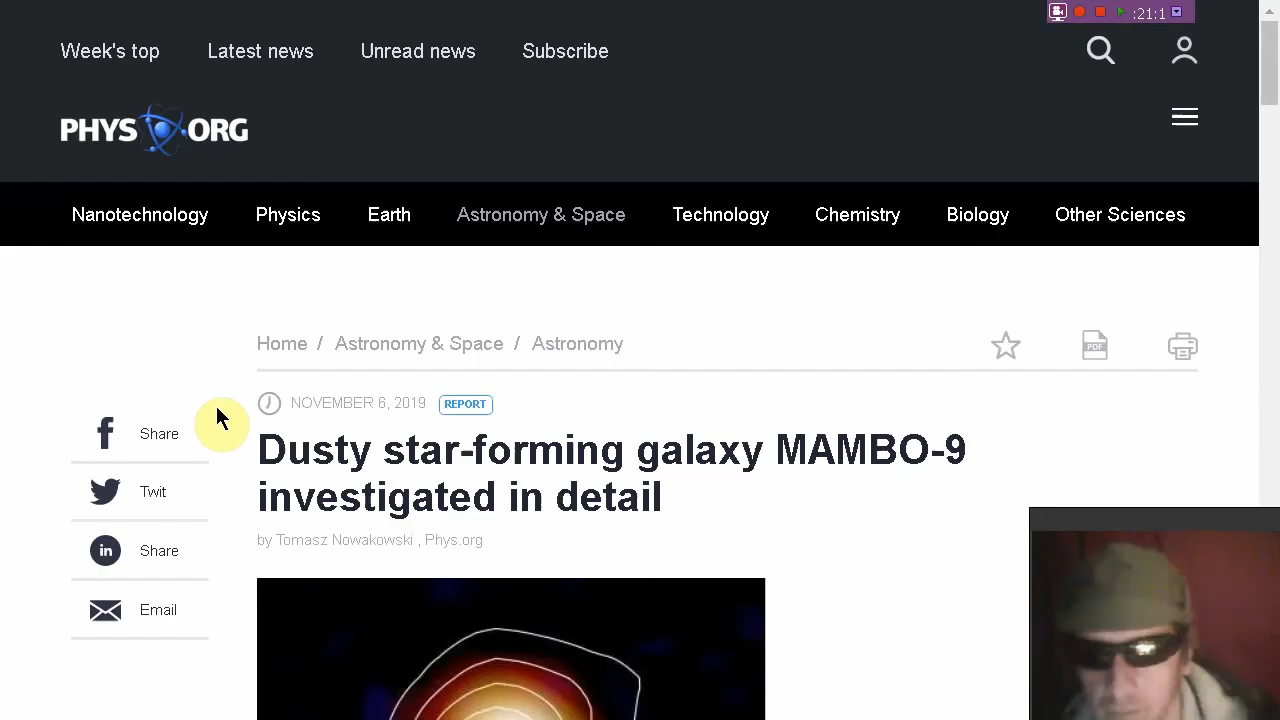 :21:1
Week's top Latest news Unread news Subscribe
PHYS ORG
Nanotechnology Physics Earth Astronomy & Space Technology Chemistry Biology Other Sciences
Home / Astronomy & Space / Astronomy
PDF
NOVEMBER 6, 2019 REPORT
Share
Dusty star-forming galaxy MAMBO-9
investigated in detail
Twit
by Tomasz Nowakowski , Phys.org
in Share
Email